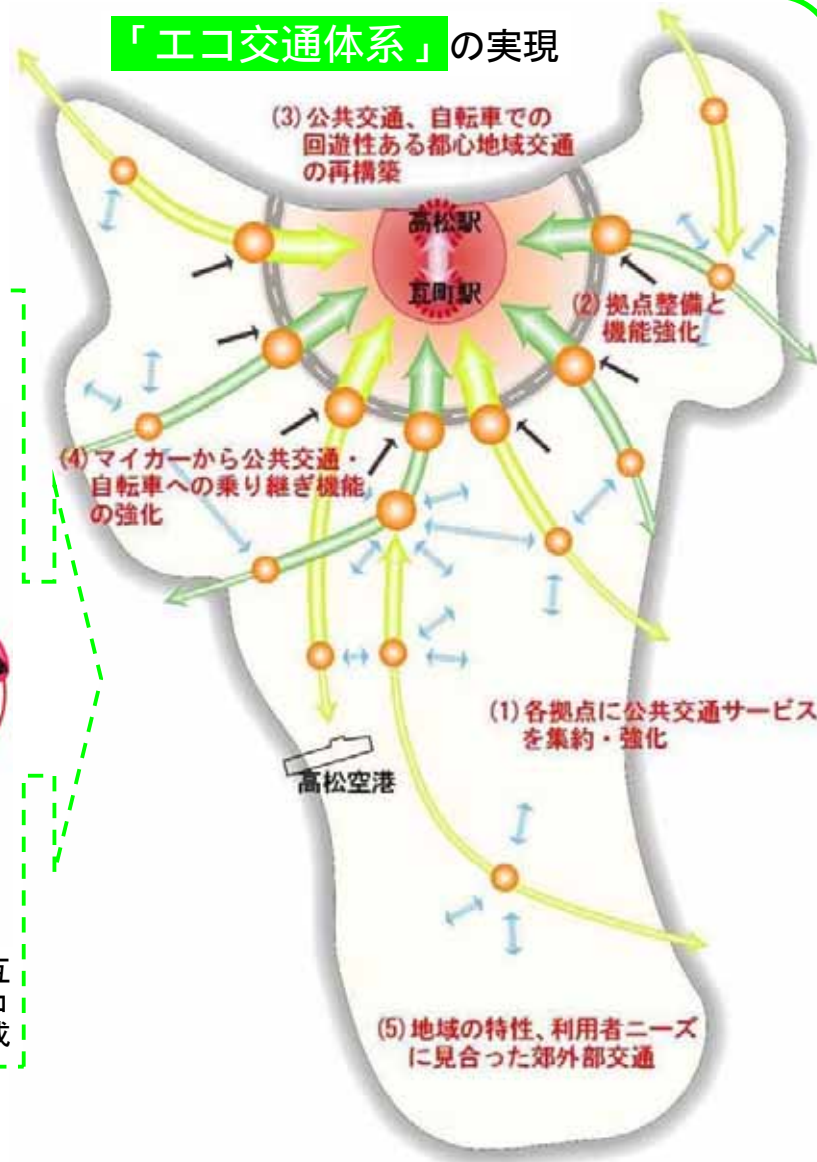 「エコ交通体系」の実現
(3) 公共交通、自転車での
回遊性ある都心地域交通
の再構築
高松駅
瓦町駅
(2) 拠点整備と
機能強化
(4) マイカーから公共交通・
自転車への乗り継ぎ機能
の強化
(1) 各拠点に公共交通サービス
を集約・強化
高松空港
(5) 地域の特性、利用者ニーズ
に見合った郊外部交通